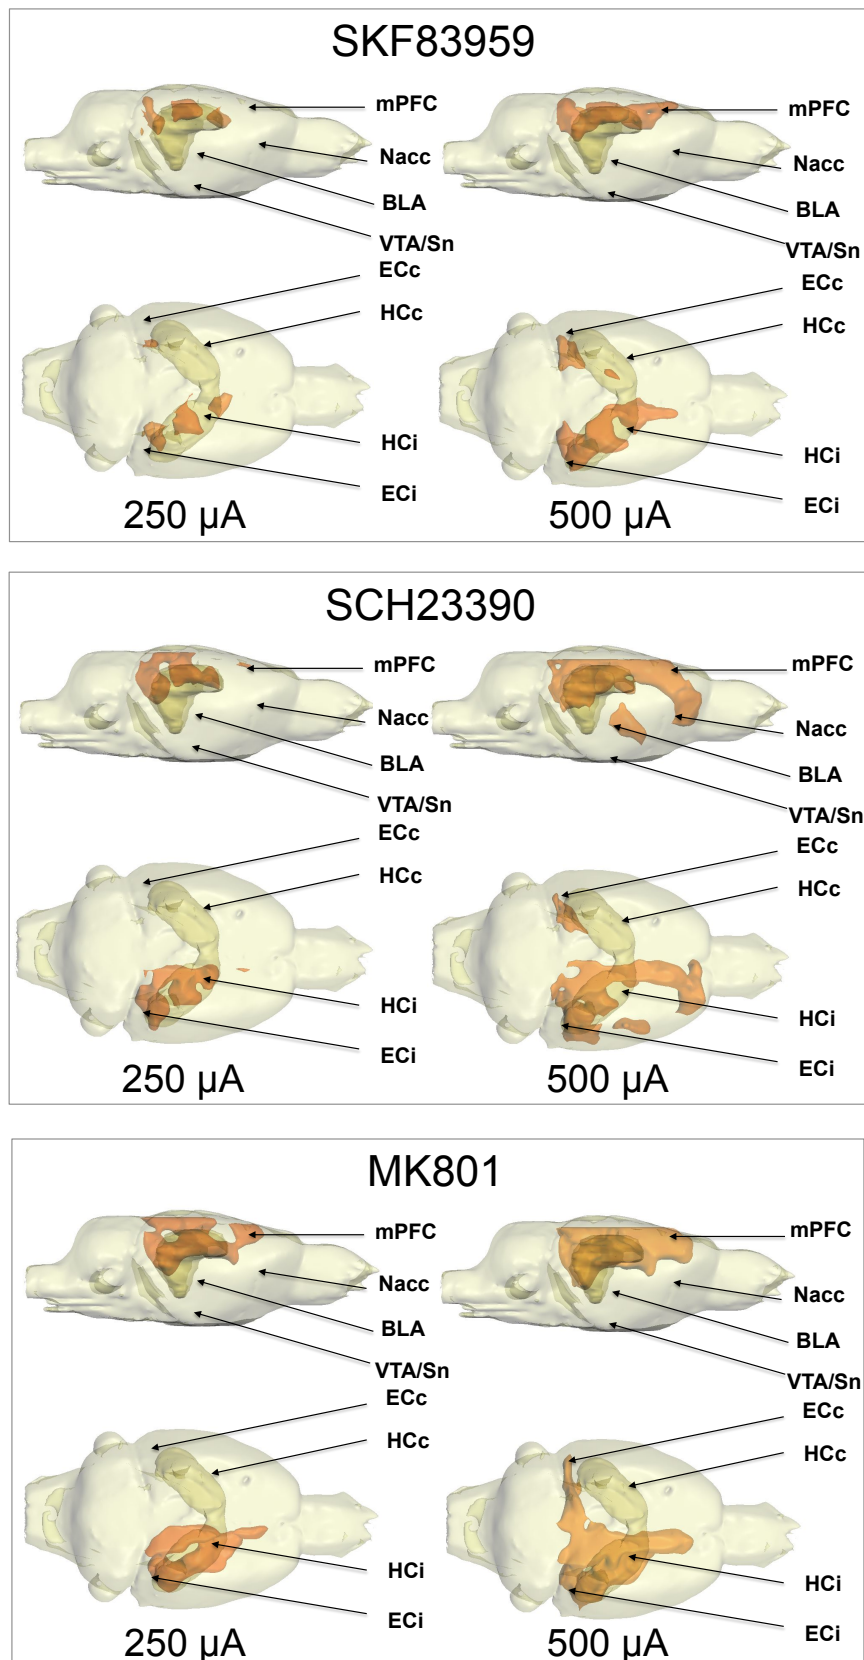 SKF83959
mPFC
Nacc
BLA
VTA/Sn
ECc
HCc
HCi
ECi
250 µA
mPFC
Nacc
BLA
VTA/Sn
ECc
HCc
HCi
ECi
500 µA
SCH23390
mPFC
Nacc
BLA
VTA/Sn
ECc
HCc
HCi
ECi
250 µA
mPFC
Nacc
BLA
VTA/Sn
ECc
HCc
HCi
ECi
500 µA
MK801
mPFC
Nacc
BLA
VTA/Sn
ECc
HCc
HCi
ECi
250 µA
mPFC
Nacc
BLA
VTA/Sn
ECc
HCc
HCi
ECi
500 µA